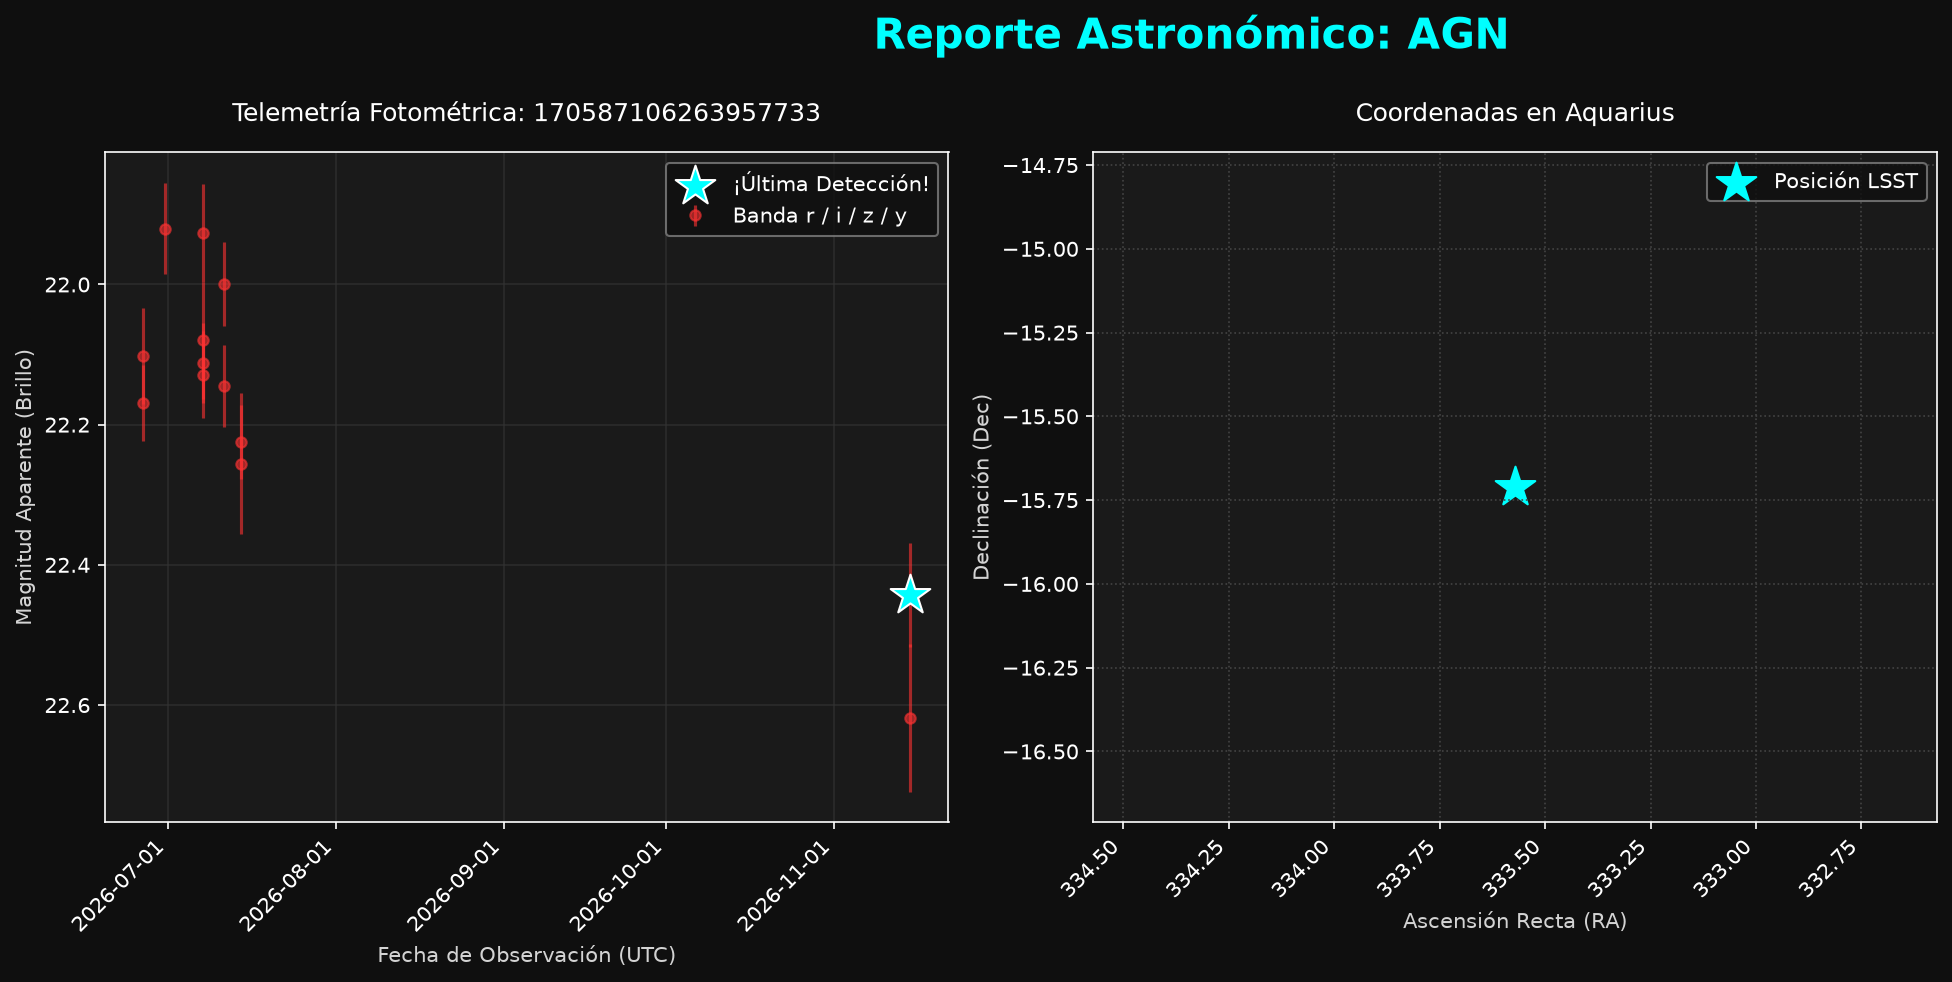 Reporte Astronómico: AGN
Telemetría Fotométrica: 170587106263957733
¡Última Detección!
Banda r / i / z / y
Magnitud Aparente (Brillo)
22.0
22.2
22.4
22.6
2026-07-01
2026-08-01
2026-09-01
2026-10-01
2026-11-01
Fecha de Observación (UTC)
Coordenadas en Aquarius
Posición LSST
Declinación (Dec)
−14.75
−15.00
−15.25
−15.50
−15.75
−16.00
−16.25
−16.50
334.50
334.25
334.00
333.75
333.50
333.25
333.00
332.75
Ascensión Recta (RA)